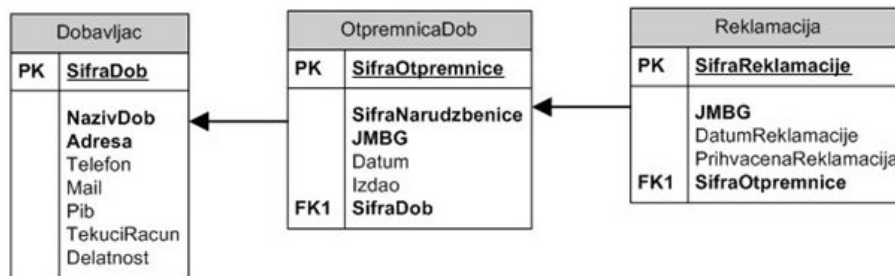 Dobavljac
PK SifraDob
NazivDob
Adresa
Telefon
Mail
Pib
TekuciRacun
Delatnost
OtpremnicaDob
PK SifraOtpremnice
SifraNarudzbenice
JMBG
Datum
Izdao
FK1 SifraDob
Reklamacija
PK SifraReklamacije
JMBG
DatumReklamacije
PrihvacenaReklamacija
FK1 SifraOtpremnice